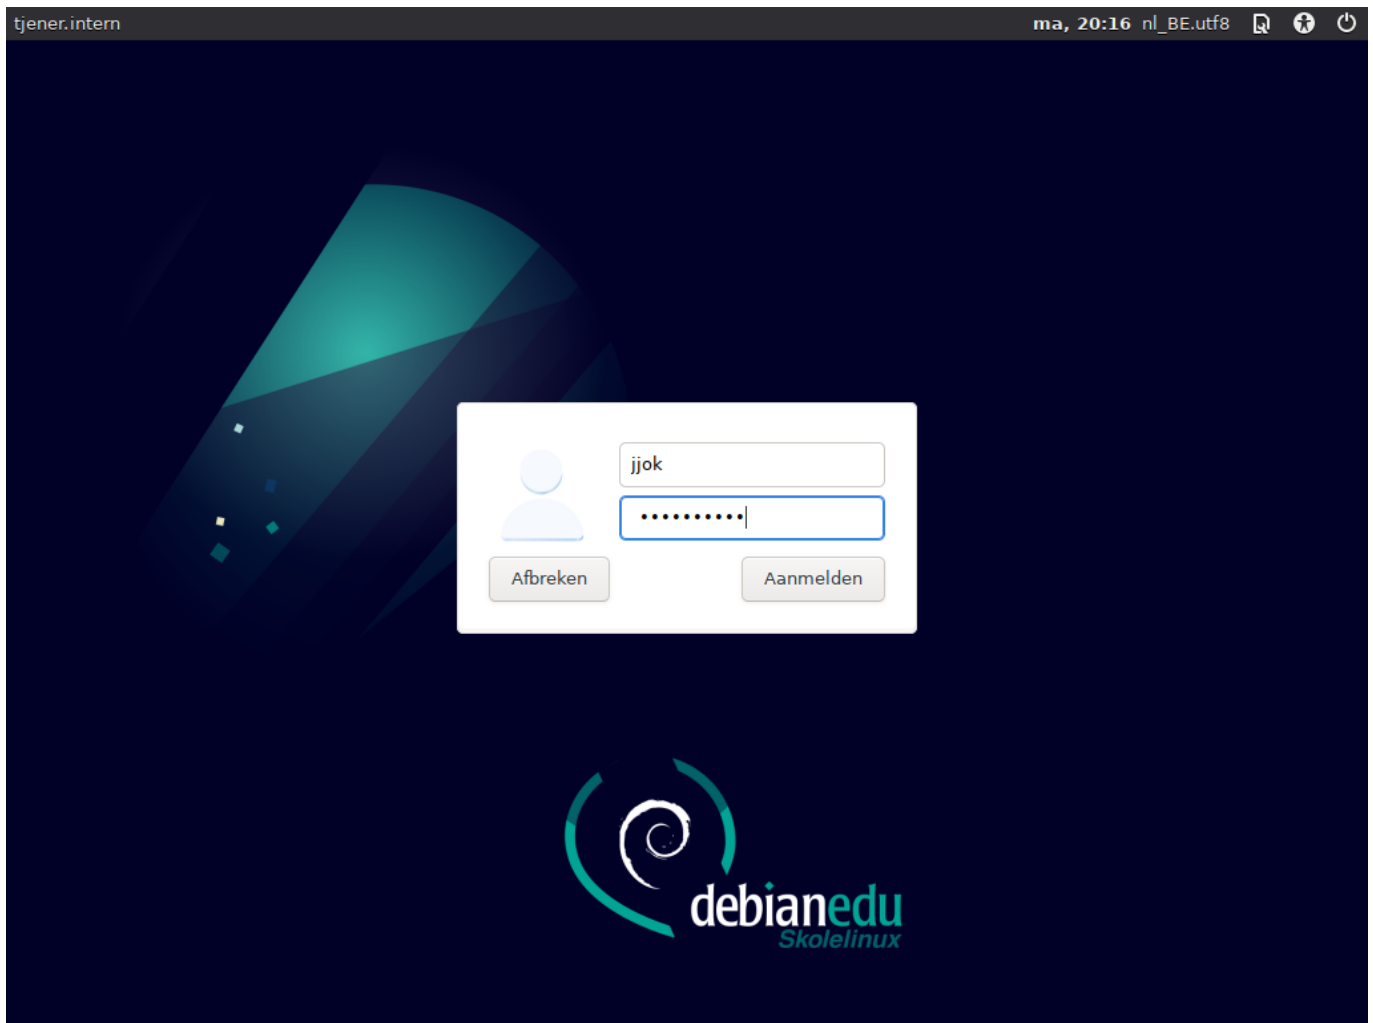 tjener.intern
ma, 20:16 nl_BE.utf8
jjok
••••••••••
Afbreken
Aanmelden
debianedu
Skolelinux